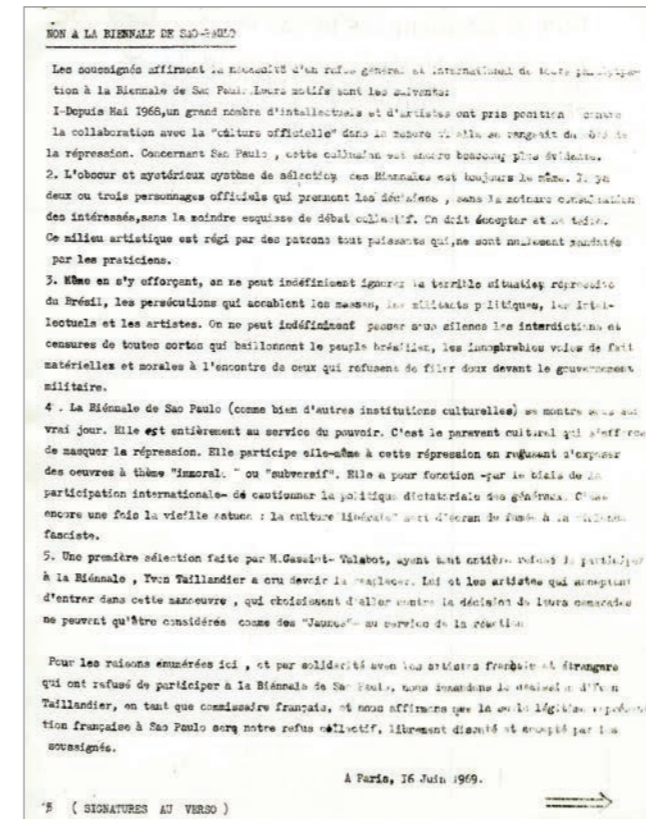 NON A LA BIENNALE DE SAO-PAULO
Les soussignés affirment la nécessité d'un refus général et international de toute participa-
tion à la Biennale de Sao Paulo. Leurs motifs sont les suivants:
I-Depuis Mai 1968,un grand nombre d'intellectuels et d'artistes ont pris position contre
la collaboration avec la "culture officielle" dans la mesure où elle se rangeait du côté de
la répression. Concernant Sao Paulo , cette collusion est encore beaucoup plus évidente.
2. L'obscur et mystérieux système de sélection des Biennales est toujours le même. Il ya
deux ou trois personnages officiels qui prennent les décisions , sans la moindre consultation
des intéressés,sans la moindre esquisse de débat collectif. On doit accepter et se taire.
Ce milieu artistique est régi par des patrons tout puissants qui,ne sont nullement mandatés
par les praticiens.
3. Même en s'y efforçant, on ne peut indéfiniment ignorer la terrible situation répressive
du Brésil, les persécutions qui accablent les masses, les militants politiques, les intel-
lectuels et les artistes. On ne peut indéfiniment passer sous silence les interdictions et
censures de toutes sortes qui baillonnent le peuple brésilien, les innombrables voies de fait
matérielles et morales à l'encontre de ceux qui refusent de filer doux devant le gouvernement
militaire.
4 . La Biénnale de Sao Paulo (comme bien d'autres institutions culturelles) se montre sous son
vrai jour. Elle est entièrement au service du pouvoir. C'est le paravent culturel qui s'efforce
de masquer la répression. Elle participe elle-même à cette répression en refusant d'exposer
des oeuvres à thème "immoral " ou "subversif". Elle a pour fonction -par le biais de la
participation internationale- de cautionner la politique dictatoriale des généraux. C'est
encore une fois la vieille astuce : la culture "libérale" sert d'écran de fumée à la violence
fasciste.
5. Une première sélection faite par M.Gassiot- Talabot, ayant tout entière refusé de participer
à la Biénnale , Yvon Taillandier a cru devoir la remplacer. Lui et les artistes qui acceptent
d'entrer dans cette manoeuvre , qui choisissent d'aller contre la décision de leurs camarades
ne peuvent qu'être considérés comme des "Jaunes"- au service de la réaction
Pour les raisons énumérées ici , et par solidarité avec les artistes français et étrangers
qui ont refusé de participer à la Biénnale de Sao Paulo, nous demandons la démission d'Yvon
Taillandier, en tant que commissaire français, et nous affirmons que la seule légitime représenta-
tion française à Sao Paulo sera notre refus collectif, librement discuté et accepté par les
soussignés.
A Paris, I6 Juin 1969.
( SIGNATURES AU VERSO )